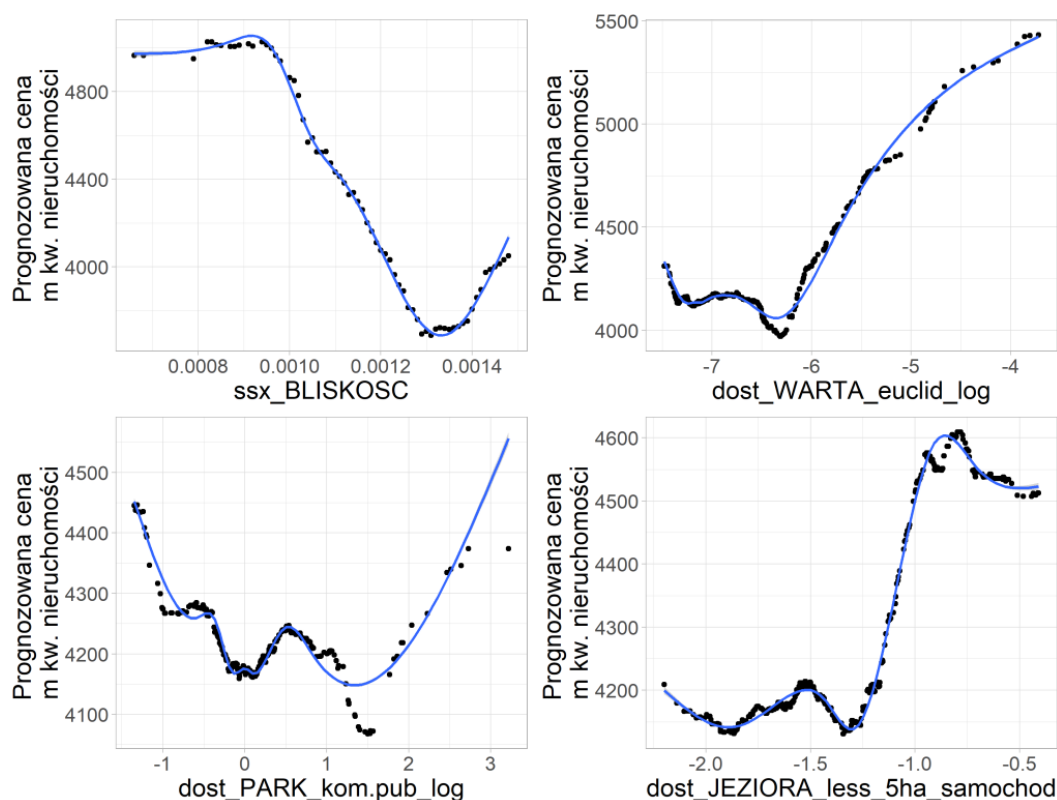 Prognozowana cena
m kw. nieruchomości
4800
4400
4000
0.0008
0.0010
0.0012
0.0014
ssx_BLISKOSC
Prognozowana cena
m kw. nieruchomości
5500
5000
4500
4000
-7
-6
-5
-4
dost_WARTA_euclid_log
Prognozowana cena
m kw. nieruchomości
4500
4400
4300
4200
4100
-1
0
1
2
3
dost_PARK_kom.pub_log
Prognozowana cena
m kw. nieruchomości
4600
4500
4400
4300
4200
-2.0
-1.5
-1.0
-0.5
dost_JEZIORA_less_5ha_samochod